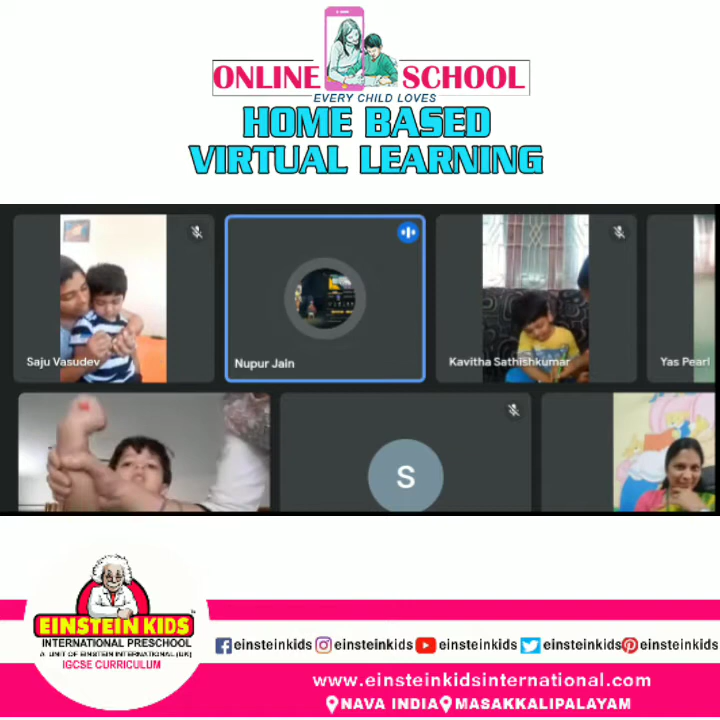 ONLINE SCHOOL
EVERY CHILD LOVES
HOME BASED
VIRTUAL LEARNING
Saju Vasudev
Nupur Jain
Kavitha Sathishkumar
Yas Pearl
S
EINSTEIN KIDS
INTERNATIONAL PRESCHOOL
A UNIT OF EINSTEIN INTERNATIONAL (UK)
IGCSE CURRICULUM
einsteinkids einsteinkids einsteinkids einsteinkids einsteinkids
www.einsteinkidsinternational.com
NAVA INDIA MASAKKALIPALAYAM